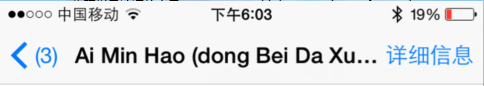 中国移动 下午6:03 19%
(3) Ai Min Hao (dong Bei Da Xu... 详细信息